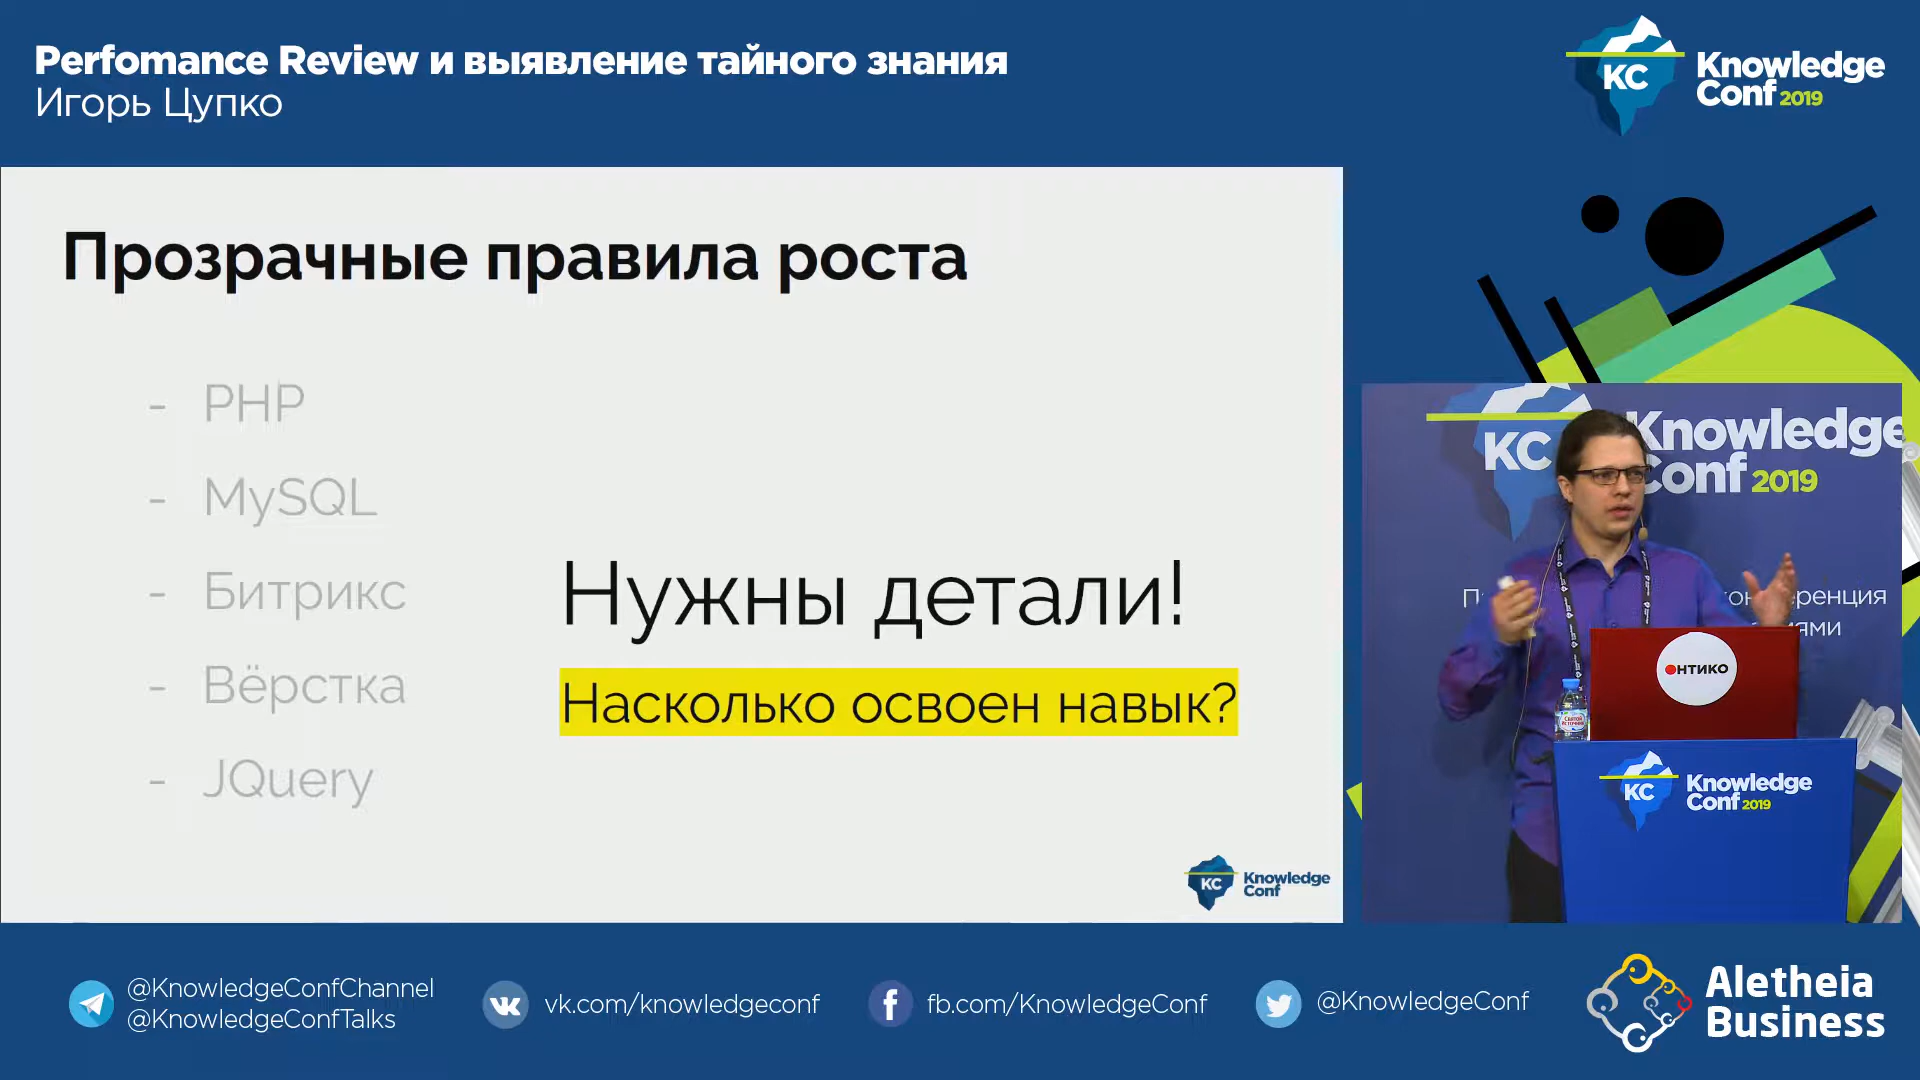 Perfomance Review и выявление тайного знания
Игорь Цупко
KC
Knowledge
Conf 2019
Прозрачные правила роста
- PHP
- MySQL
- Битрикс
- Вёрстка
- JQuery
Нужны детали!
Насколько освоен навык?
KC
Knowledge
Conf
KC
Knowledge
Conf 2019
ОНТИКО
KC
Knowledge
Conf 2019
@KnowledgeConfChannel
@KnowledgeConfTalks
vk.com/knowledgeconf
fb.com/KnowledgeConf
@KnowledgeConf
Aletheia
Business